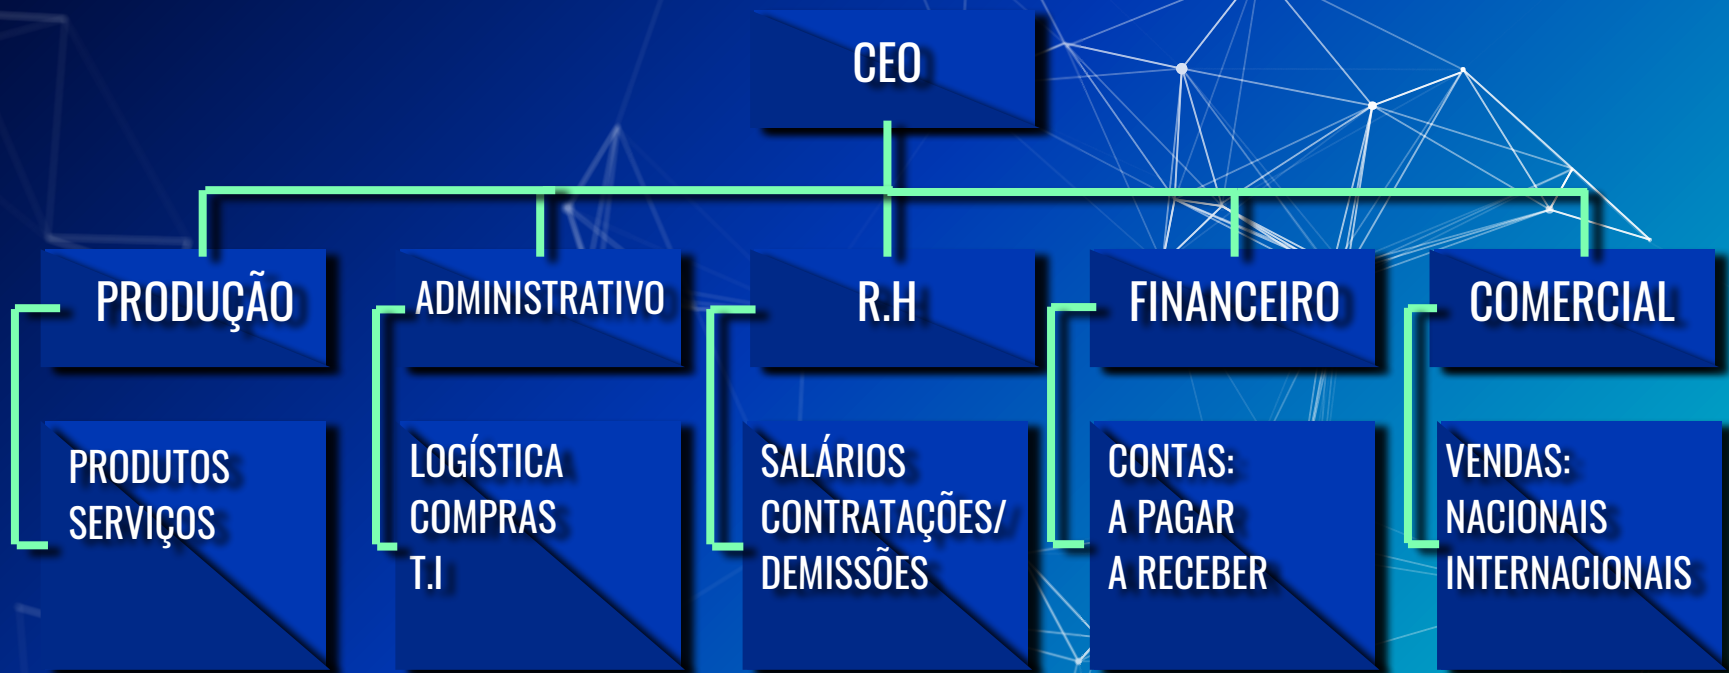 CEO
PRODUÇÃO
ADMINISTRATIVO
R.H
FINANCEIRO
COMERCIAL
PRODUTOS
SERVIÇOS
LOGÍSTICA
COMPRAS
T.I
SALÁRIOS
CONTRATAÇÕES/
DEMISSÕES
CONTAS:
A PAGAR
A RECEBER
VENDAS:
NACIONAIS
INTERNACIONAIS